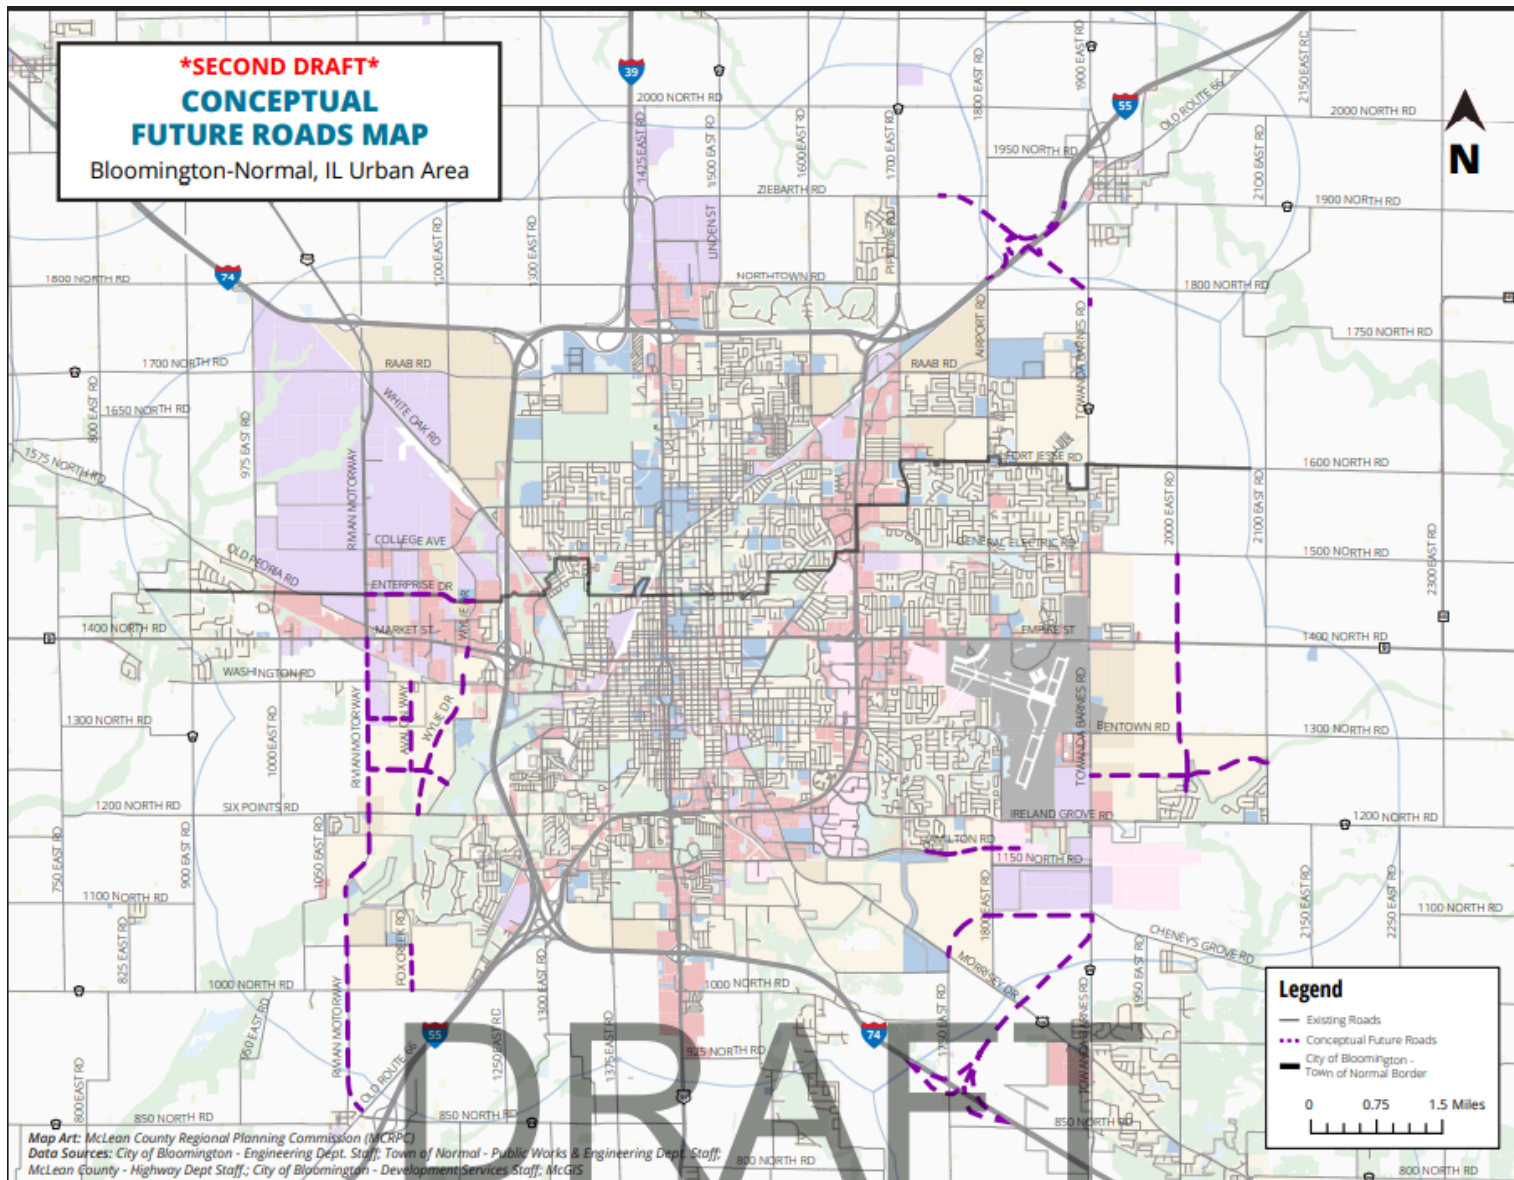 *SECOND DRAFT*
CONCEPTUAL
FUTURE ROADS MAP
Bloomington-Normal, IL Urban Area
39
55
N
2000 NORTH RD
2000 NORTH RD
1425 EAST RD
1500 EAST RD
1600 EAST RD
1700 EAST RD
1800 EAST RD
1900 EAST RD
2150 EAST RD
OLD ROUTE 66
1950 NORTH RD
2100 EAST RD
ZIEBARTH RD
1900 NORTH RD
LINDEN ST
PIPELINE RD
1200 EAST RD
1300 EAST RD
74
1800 NORTH RD
NORTHTOWN RD
1800 NORTH RD
1750 NORTH RD
AIRPORT RD
TOWANDA BARNES RD
1700 NORTH RD
RAAB RD
RAAB RD
800 EAST RD
1650 NORTH RD
WHITE OAK RD
975 EAST RD
1575 NORTH RD
RIVIAN MOTORWAY
FORT JESSE RD
1600 NORTH RD
2000 EAST RD
2100 EAST RD
2300 EAST RD
COLLEGE AVE
GENERAL ELECTRIC RD
1500 NORTH RD
OLD PEORIA RD
ENTERPRISE DR
WYLIE DR
1400 NORTH RD
MARKET ST
EMPIRE ST
1400 NORTH RD
9
9
WASHINGTON RD
RIVIAN MOTORWAY
AVALON WAY
WYLIE DR
TOWANDA BARNES RD
1300 NORTH RD
1000 EAST RD
BENTOWN RD
1300 NORTH RD
1200 NORTH RD
SIX POINTS RD
IRELAND GROVE RD
1200 NORTH RD
750 EAST RD
900 EAST RD
1050 EAST RD
HAMILTON RD
1150 NORTH RD
1100 NORTH RD
1800 EAST RD
2150 EAST RD
2250 EAST RD
1100 NORTH RD
825 EAST RD
FOX CREEK RD
CHENEY'S GROVE RD
MORRISEY DR
1950 EAST RD
1000 NORTH RD
1300 EAST RD
1000 NORTH RD
950 EAST RD
RIVIAN MOTORWAY
55
1250 EAST RD
1375 EAST RD
74
1750 EAST RD
TOWANDA BARNES RD
OLD ROUTE 66
925 NORTH RD
800 EAST RD
850 NORTH RD
850 NORTH RD
850 NORTH RD
800 NORTH RD
800 NORTH RD
DRAFT
Legend
Existing Roads
Conceptual Future Roads
City of Bloomington -
Town of Normal Border
0 0.75 1.5 Miles
Map Art: McLean County Regional Planning Commission (MCRPC)
Data Sources: City of Bloomington - Engineering Dept. Staff; Town of Normal - Public Works & Engineering Dept. Staff;
McLean County - Highway Dept Staff.; City of Bloomington - Development Services Staff; McGIS